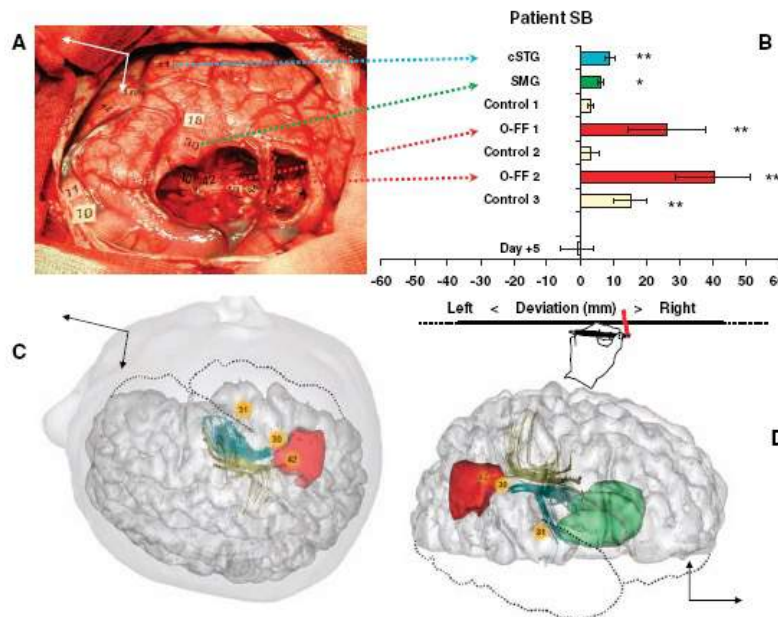 Patient SB
A
B
cSTG **
SMG *
Control 1
O-FF 1 **
Control 2
O-FF 2 **
Control 3 **
Day +5
-60 -50 -40 -30 -20 -10 0 10 20 30 40 50 60
Left < Deviation (mm) > Right
18
30
42
11
10
C
D
31
30
42
30
31